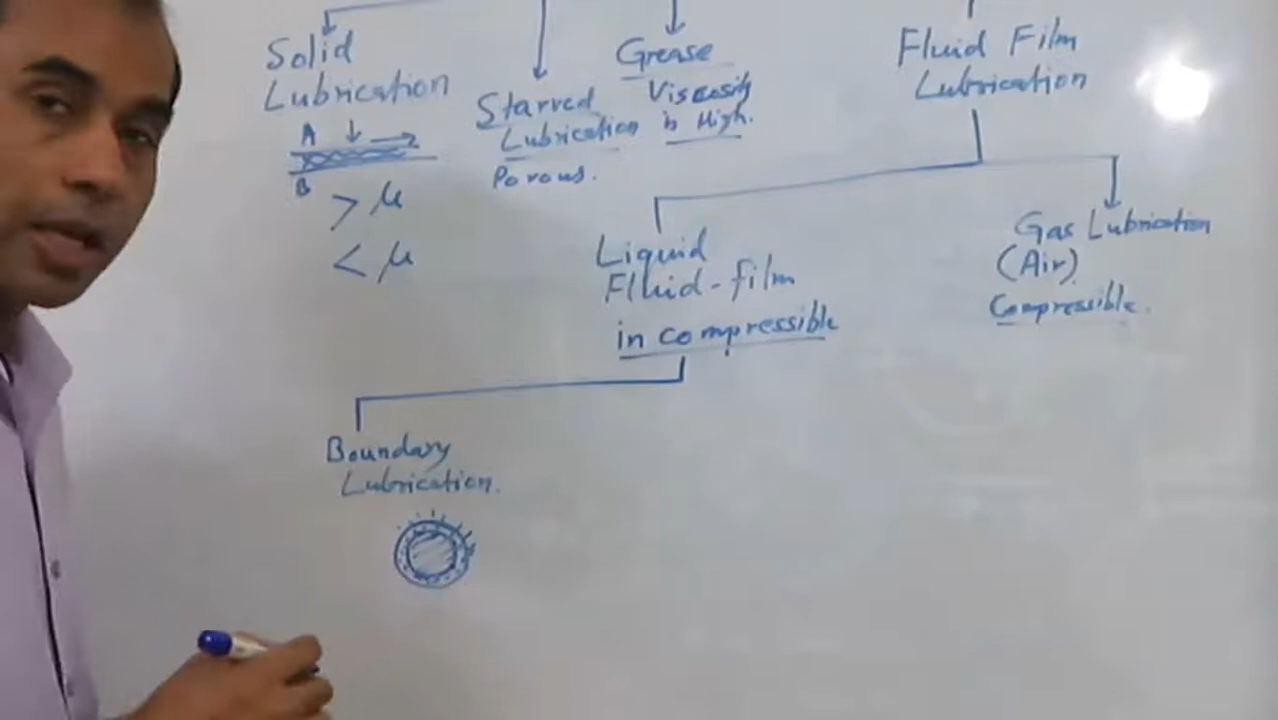 Solid
Lubrication
A
B
> μ
< μ
Starved
Lubrication
Porous.
Grease
Viscosity
is High.
Fluid Film
Lubrication
Liquid
Fluid-film
in compressible
Gas Lubrication
(Air)
Compressible.
Boundary
Lubrication.